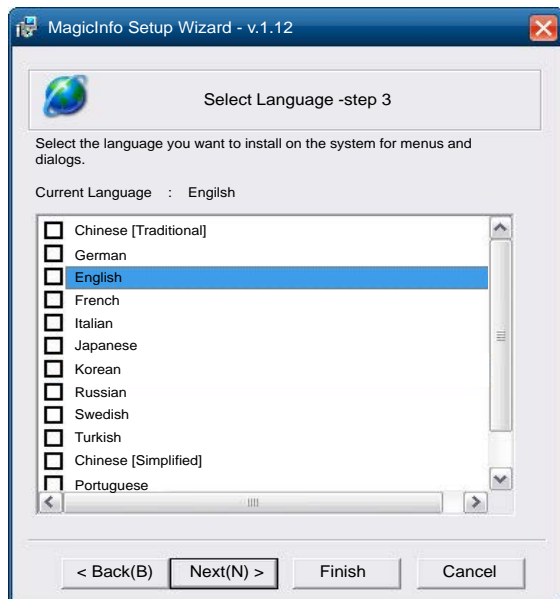 MagicInfo Setup Wizard - v.1.12
Select Language -step 3
Select the language you want to install on the system for menus and
dialogs.
Current Language : Engilsh
Chinese [Traditional]
German
English
French
Italian
Japanese
Korean
Russian
Swedish
Turkish
Chinese [Simplified]
Portuguese
< Back(B) Next(N) > Finish Cancel